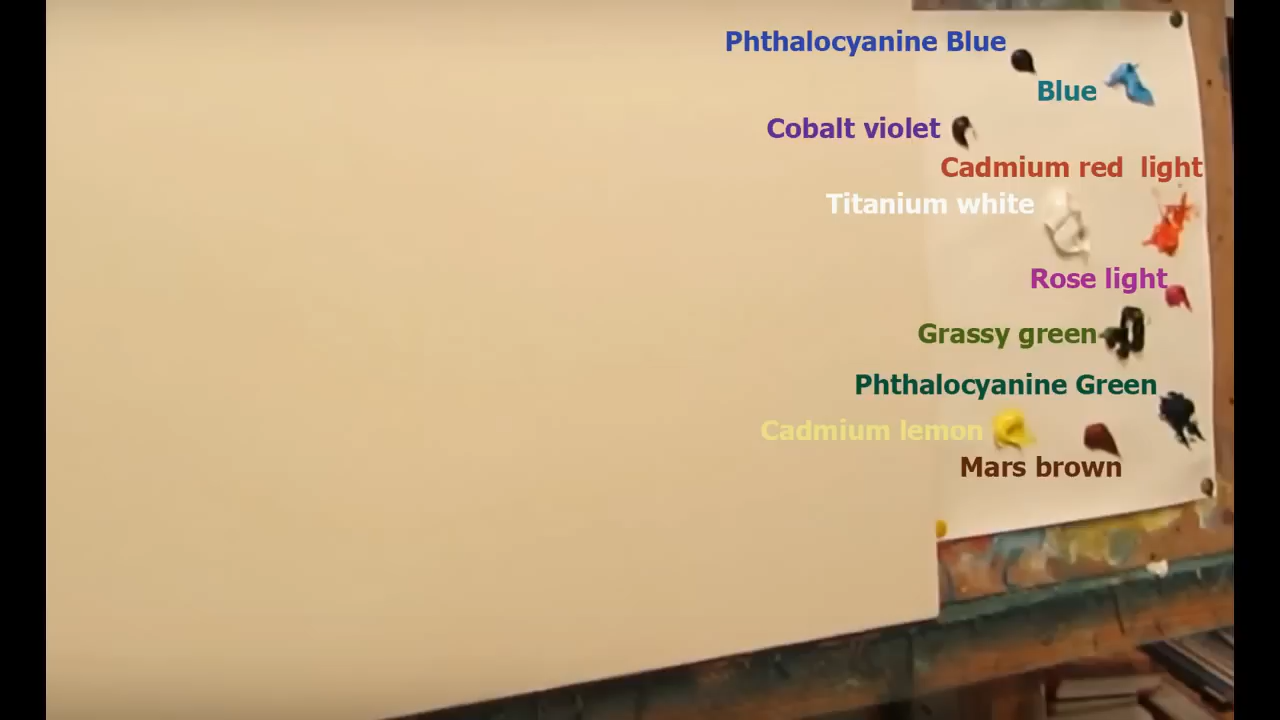 Phthalocyanine Blue
Blue
Cobalt violet
Cadmium red light
Titanium white
Rose light
Grassy green
Phthalocyanine Green
Cadmium lemon
Mars brown